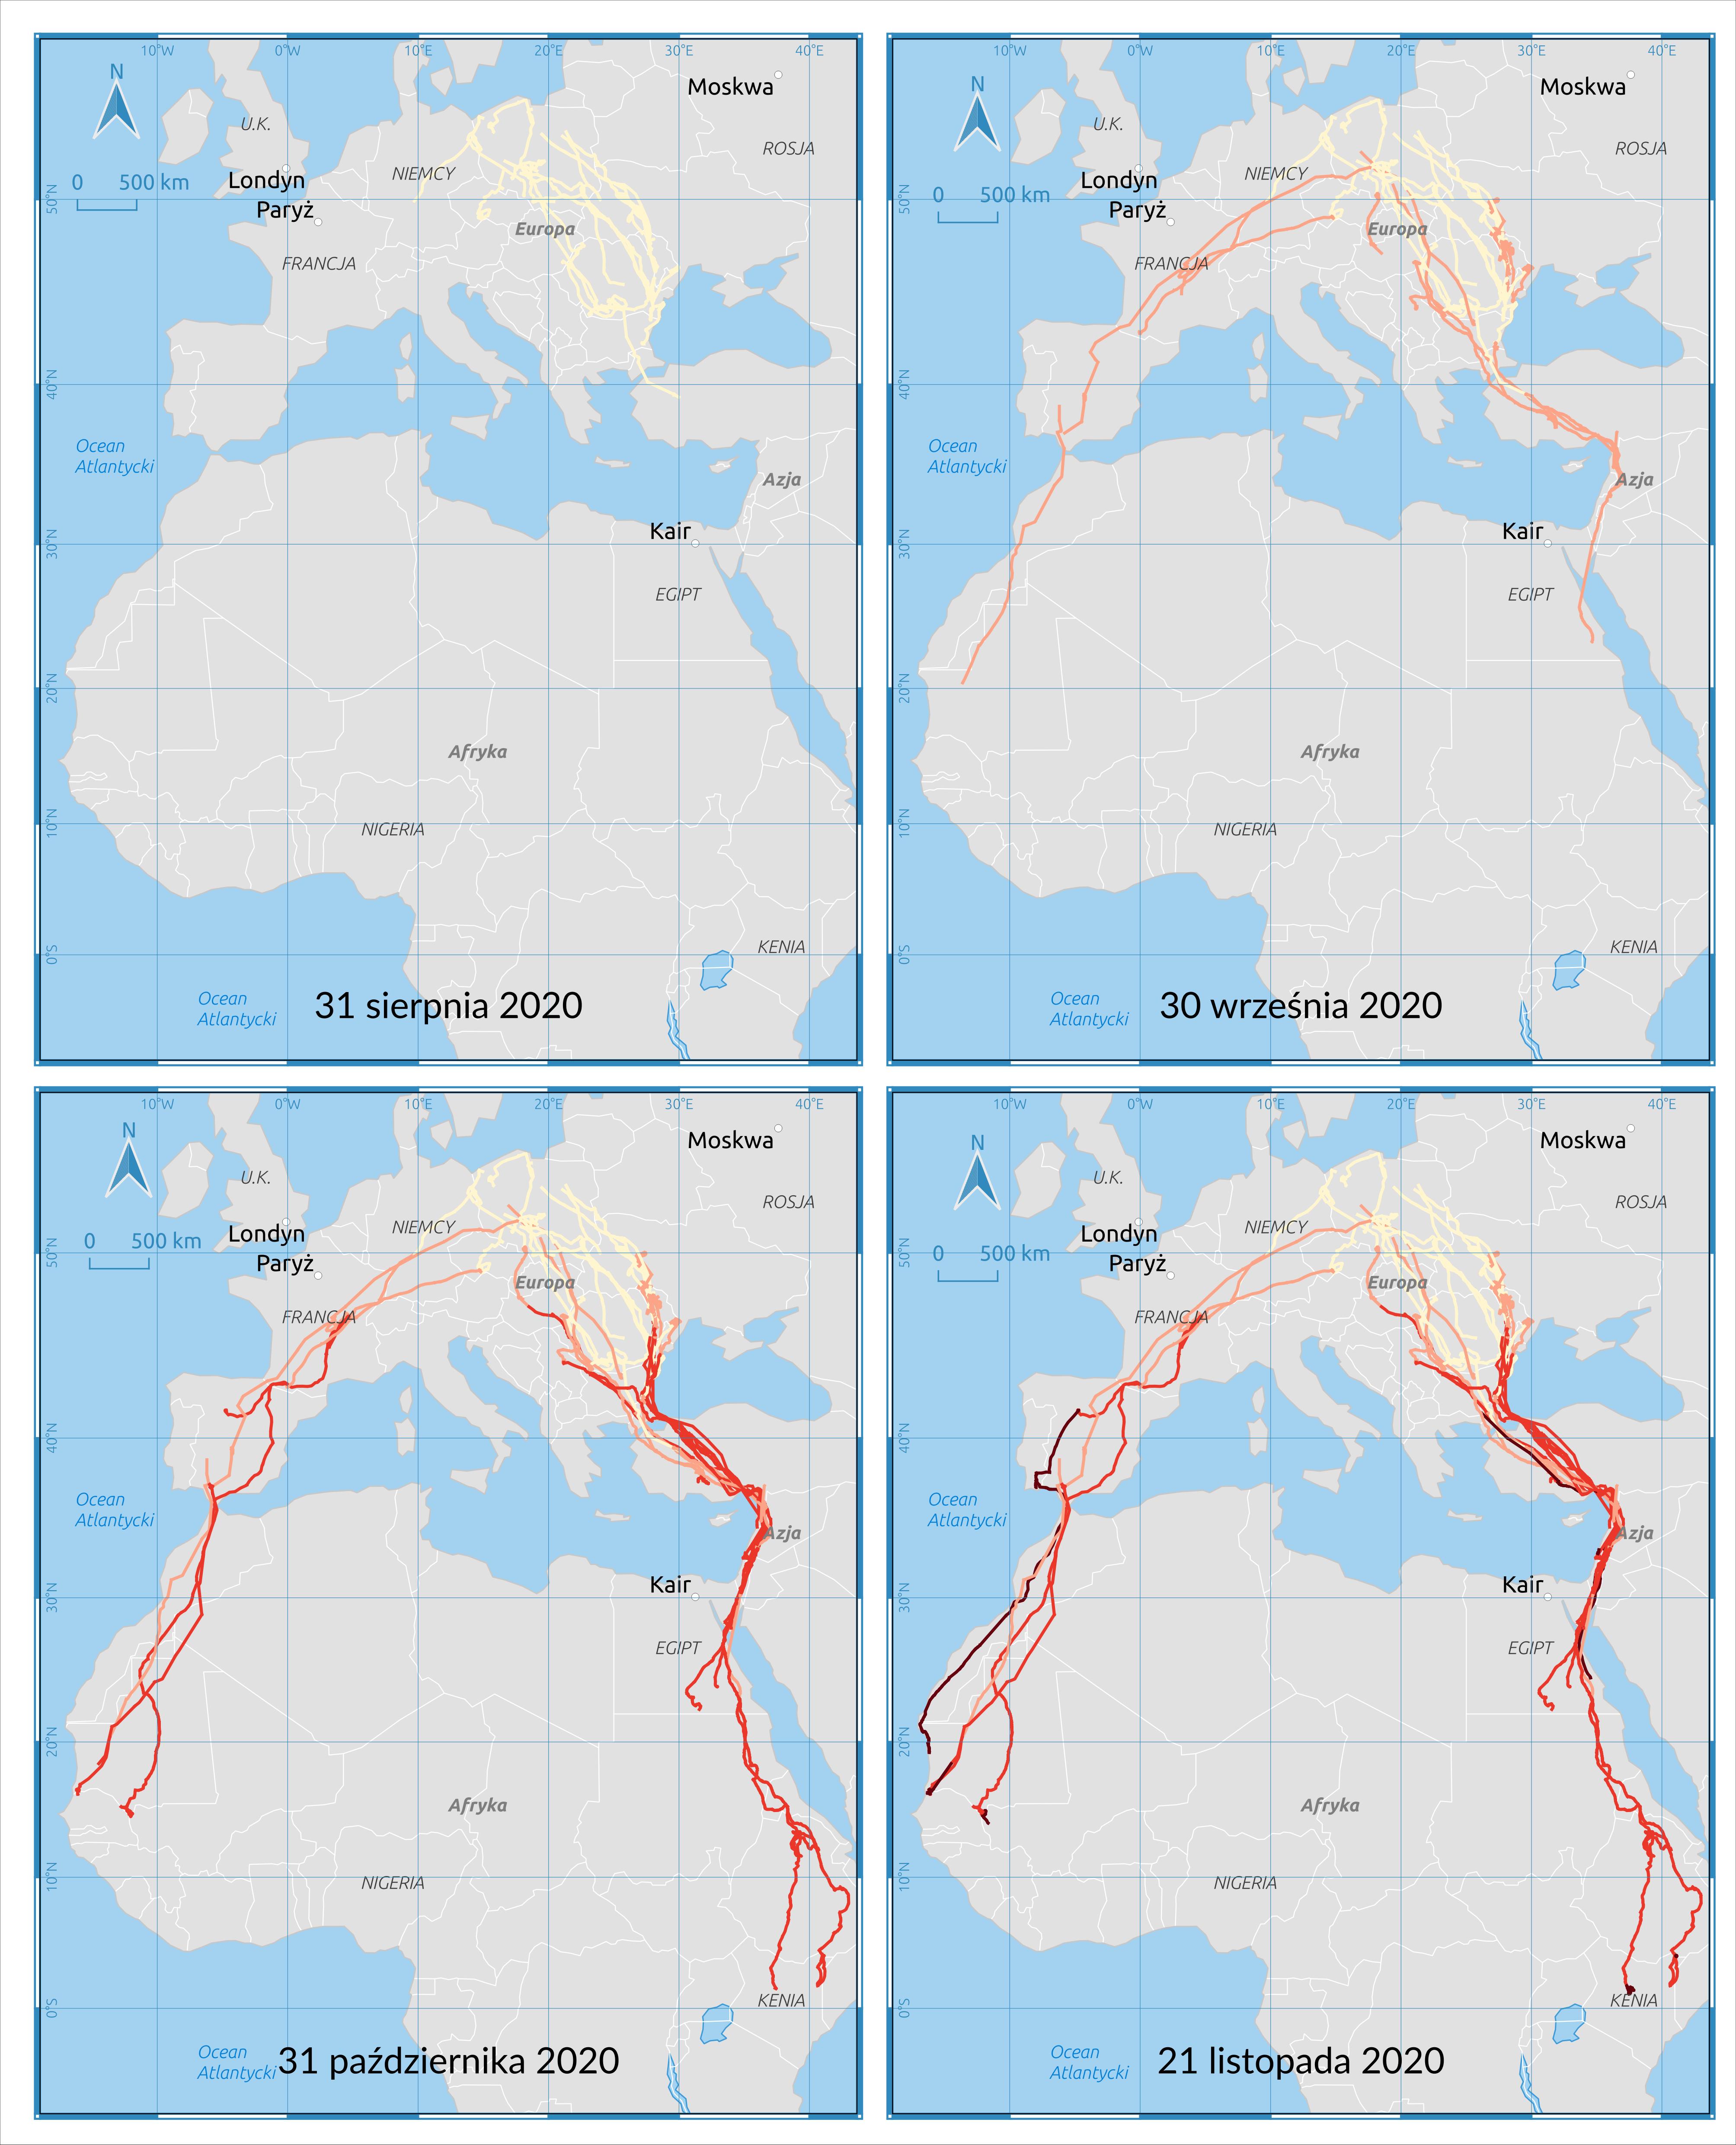 10°W 0°W 10°E 20°E 30°E 40°E
N
Moskwa
U.K.
ROSJA
NIEMCY
Londyn
0 500 km
50°N
Paryż
Europa
FRANCJA
40°N
Ocean
Atlantycki
Azja
Kair
30°N
EGIPT
20°N
Afryka
10°N
NIGERIA
KENIA
0°S
Ocean
Atlantycki
31 sierpnia 2020
10°W 0°W 10°E 20°E 30°E 40°E
N
Moskwa
U.K.
ROSJA
NIEMCY
Londyn
0 500 km
50°N
Paryż
Europa
FRANCJA
40°N
Ocean
Atlantycki
Azja
Kair
30°N
EGIPT
20°N
Afryka
10°N
NIGERIA
KENIA
0°S
Ocean
Atlantycki
30 września 2020
10°W 0°W 10°E 20°E 30°E 40°E
N
Moskwa
U.K.
ROSJA
NIEMCY
Londyn
0 500 km
50°N
Paryż
Europa
FRANCJA
40°N
Ocean
Atlantycki
Azja
Kair
30°N
EGIPT
20°N
Afryka
10°N
NIGERIA
KENIA
0°S
Ocean
Atlantycki
31 października 2020
10°W 0°W 10°E 20°E 30°E 40°E
N
Moskwa
U.K.
ROSJA
NIEMCY
Londyn
0 500 km
50°N
Paryż
Europa
FRANCJA
40°N
Ocean
Atlantycki
Azja
Kair
30°N
EGIPT
20°N
Afryka
10°N
NIGERIA
KENIA
0°S
Ocean
Atlantycki
21 listopada 2020